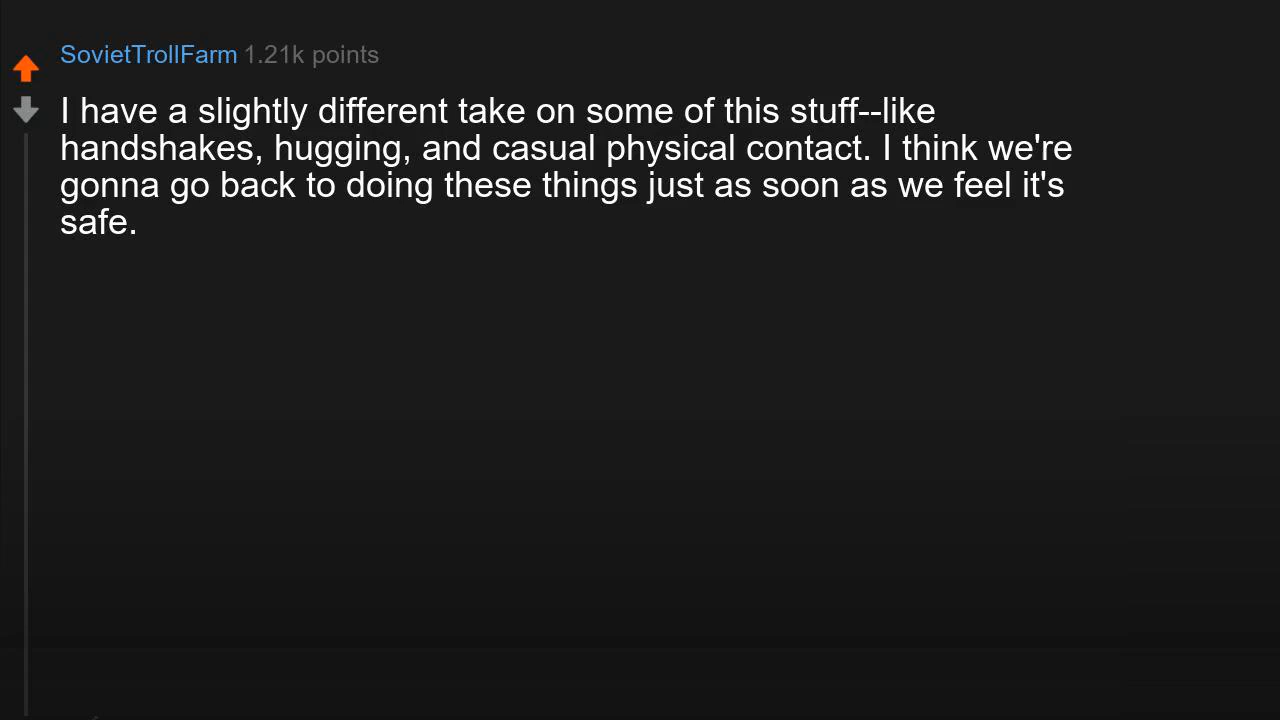 SovietTrollFarm 1.21k points
I have a slightly different take on some of this stuff--like
handshakes, hugging, and casual physical contact. I think we're
gonna go back to doing these things just as soon as we feel it's
safe.